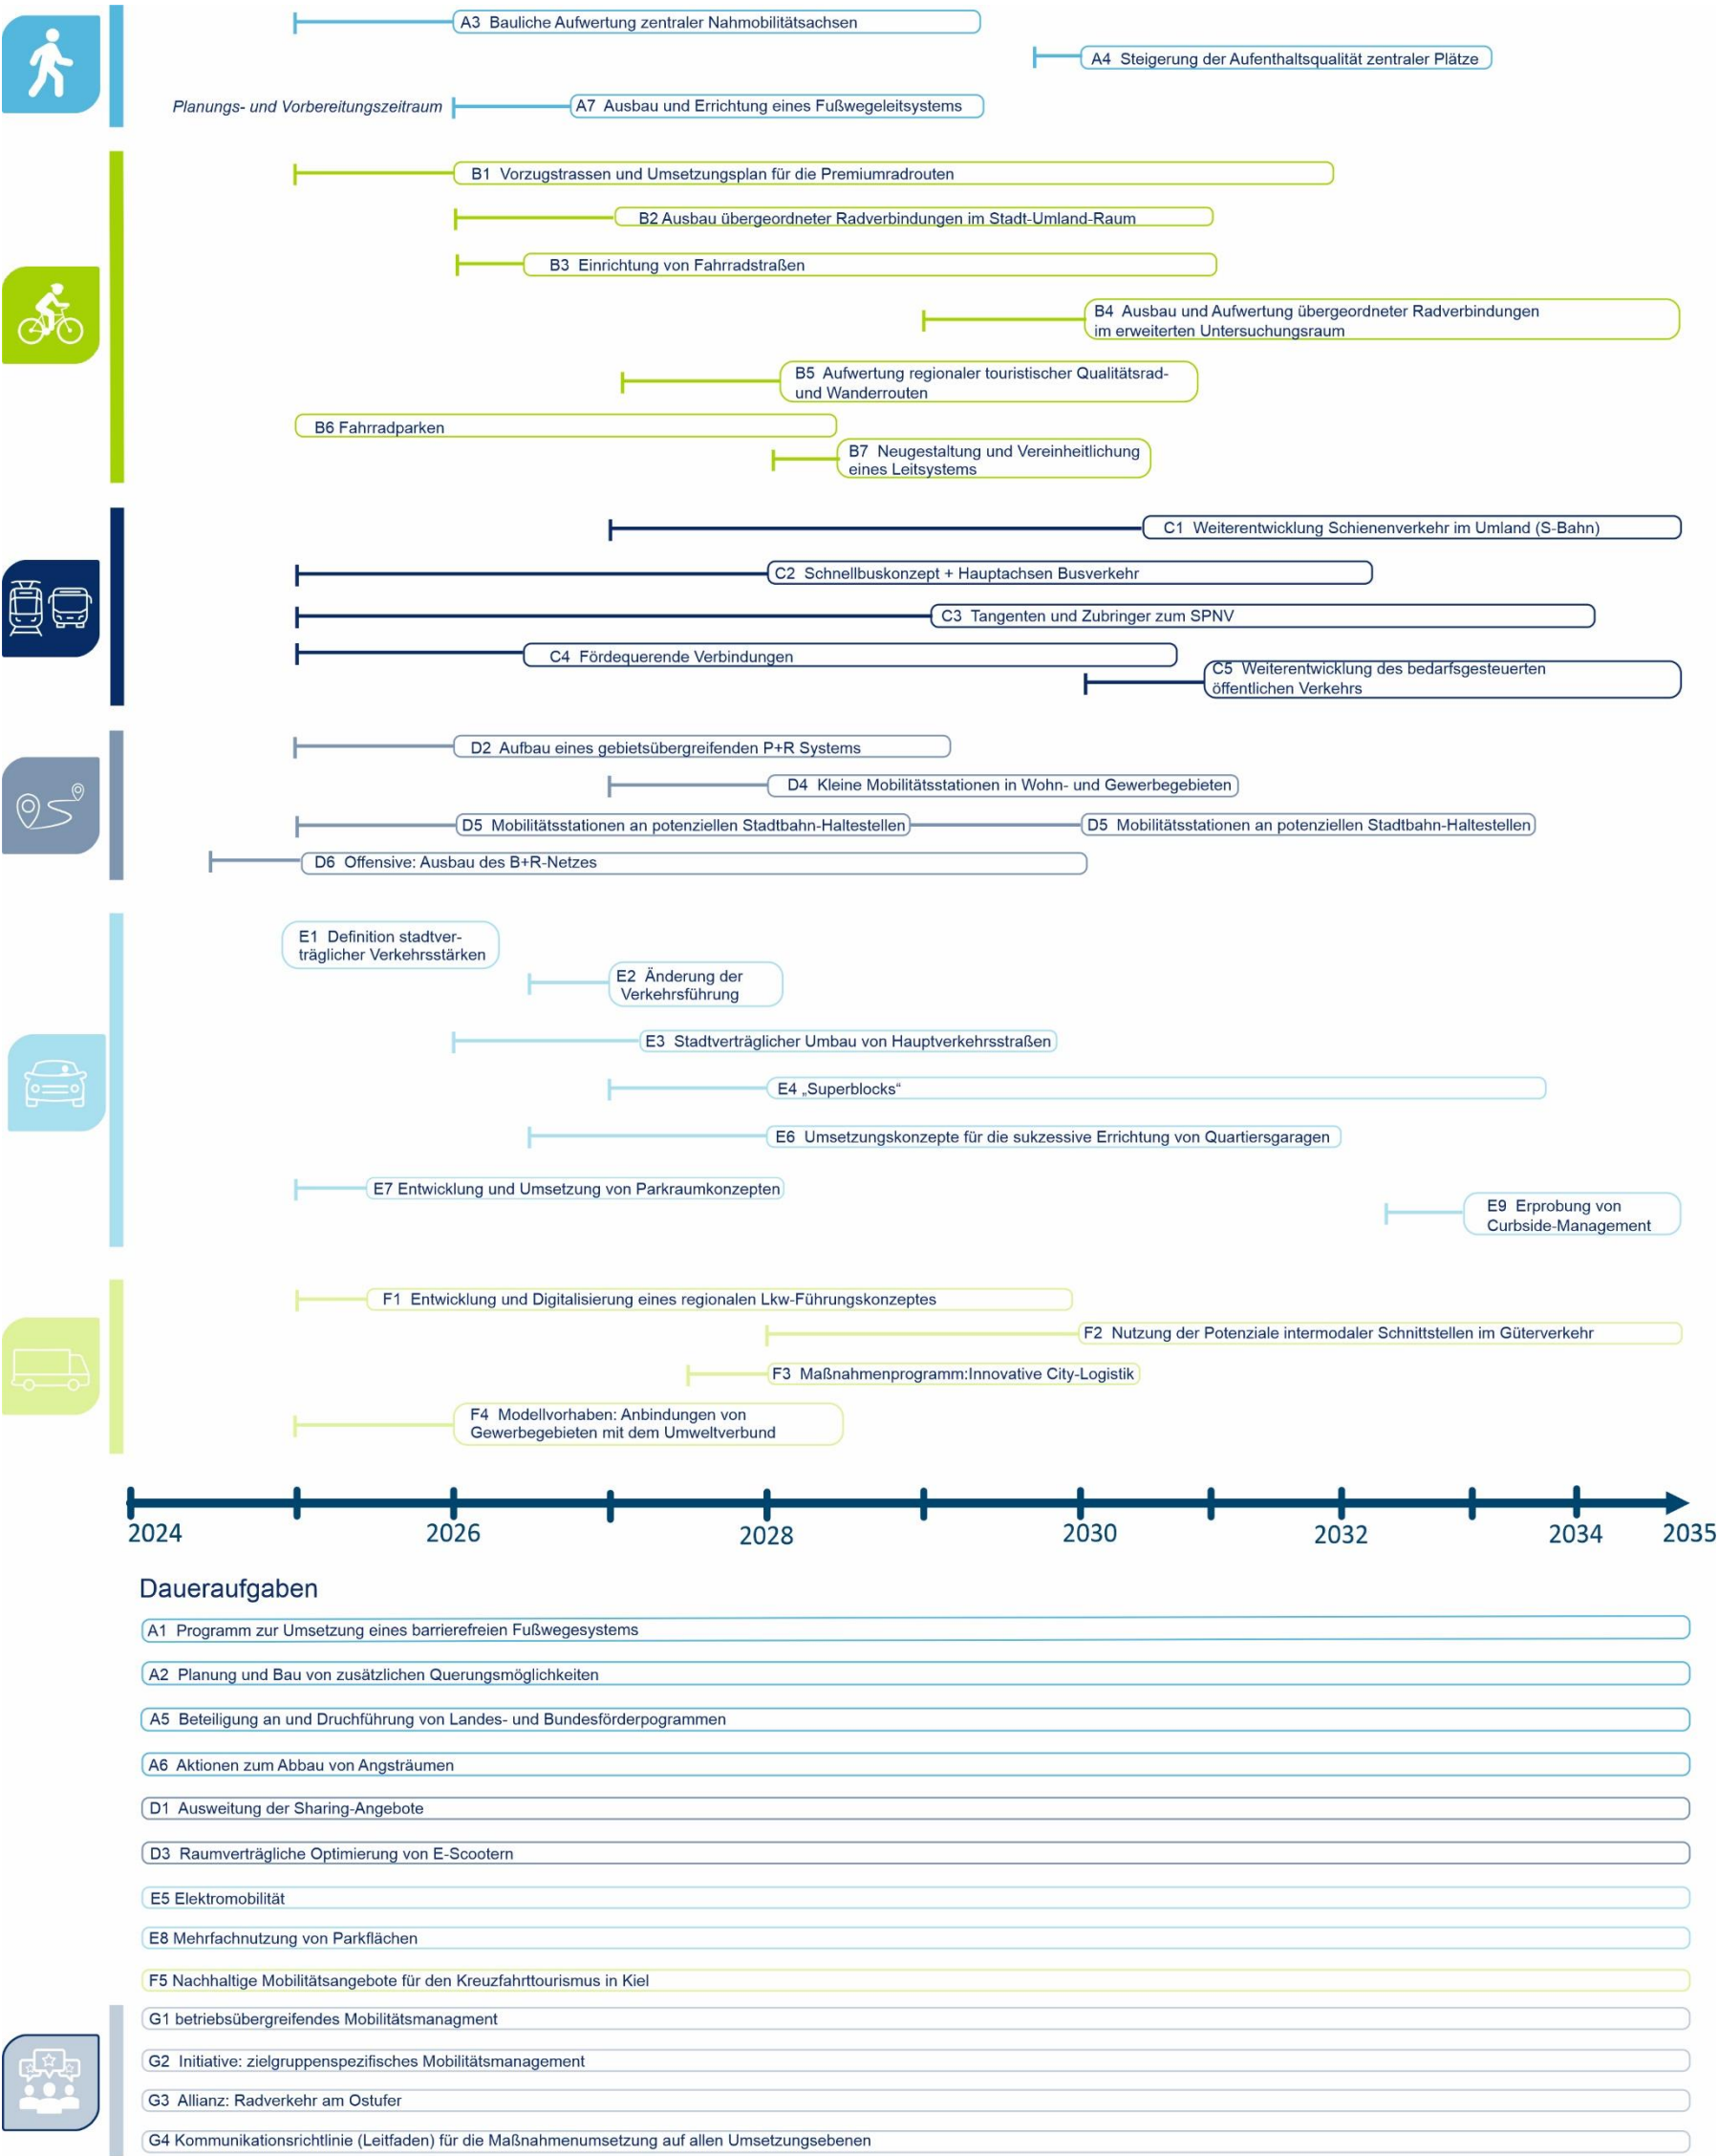 A3 Bauliche Aufwertung zentraler Nahmobilitätsachsen
A4 Steigerung der Aufenthaltsqualität zentraler Plätze
Planungs- und Vorbereitungszeitraum
A7 Ausbau und Errichtung eines Fußwegeleitsystems
B1 Vorzugstrassen und Umsetzungsplan für die Premiumradrouten
B2 Ausbau übergeordneter Radverbindungen im Stadt-Umland-Raum
B3 Einrichtung von Fahrradstraßen
B4 Ausbau und Aufwertung übergeordneter Radverbindungen
im erweiterten Untersuchungsraum
B5 Aufwertung regionaler touristischer Qualitätsrad-
und Wanderrouten
B6 Fahrradparken
B7 Neugestaltung und Vereinheitlichung
eines Leitsystems
C1 Weiterentwicklung Schienenverkehr im Umland (S-Bahn)
C2 Schnellbuskonzept + Hauptachsen Busverkehr
C3 Tangenten und Zubringer zum SPNV
C4 Fördequerende Verbindungen
C5 Weiterentwicklung des bedarfsgesteuerten
öffentlichen Verkehrs
D2 Aufbau eines gebietsübergreifenden P+R Systems
D4 Kleine Mobilitätsstationen in Wohn- und Gewerbegebieten
D5 Mobilitätsstationen an potenziellen Stadtbahn-Haltestellen
D5 Mobilitätsstationen an potenziellen Stadtbahn-Haltestellen
D6 Offensive: Ausbau des B+R-Netzes
E1 Definition stadtver-
träglicher Verkehrsstärken
E2 Änderung der
Verkehrsführung
E3 Stadtverträglicher Umbau von Hauptverkehrsstraßen
E4 „Superblocks“
E6 Umsetzungskonzepte für die sukzessive Errichtung von Quartiersgaragen
E7 Entwicklung und Umsetzung von Parkraumkonzepten
E9 Erprobung von
Curbside-Management
F1 Entwicklung und Digitalisierung eines regionalen Lkw-Führungskonzeptes
F2 Nutzung der Potenziale intermodaler Schnittstellen im Güterverkehr
F3 Maßnahmenprogramm:Innovative City-Logistik
F4 Modellvorhaben: Anbindungen von
Gewerbegebieten mit dem Umweltverbund
2024 2026 2028 2030 2032 2034 2035
Daueraufgaben
A1 Programm zur Umsetzung eines barrierefreien Fußwegesystems
A2 Planung und Bau von zusätzlichen Querungsmöglichkeiten
A5 Beteiligung an und Druchführung von Landes- und Bundesförderpogrammen
A6 Aktionen zum Abbau von Angsträumen
D1 Ausweitung der Sharing-Angebote
D3 Raumverträgliche Optimierung von E-Scootern
E5 Elektromobilität
E8 Mehrfachnutzung von Parkflächen
F5 Nachhaltige Mobilitätsangebote für den Kreuzfahrttourismus in Kiel
G1 betriebsübergreifendes Mobilitätsmanagment
G2 Initiative: zielgruppenspezifisches Mobilitätsmanagement
G3 Allianz: Radverkehr am Ostufer
G4 Kommunikationsrichtlinie (Leitfaden) für die Maßnahmenumsetzung auf allen Umsetzungsebenen